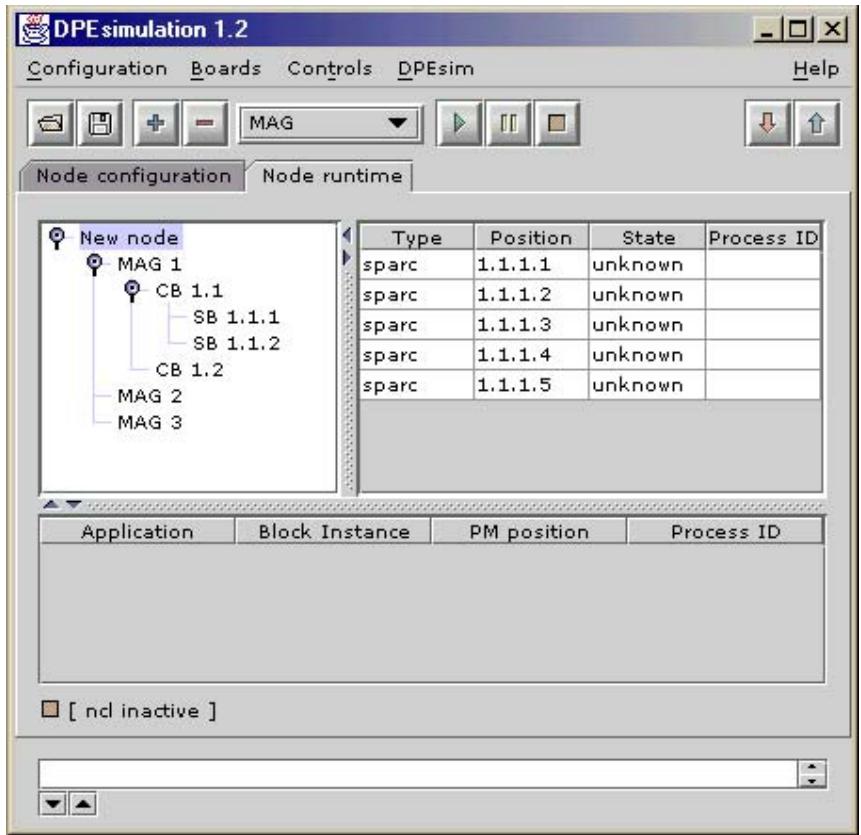 DPEsimulation 1.2
Configuration Boards Controls DPEsim Help
MAG
Node configuration Node runtime
New node
MAG 1
CB 1.1
SB 1.1.1
SB 1.1.2
CB 1.2
MAG 2
MAG 3
Type Position State Process ID
sparc 1.1.1.1 unknown
sparc 1.1.1.2 unknown
sparc 1.1.1.3 unknown
sparc 1.1.1.4 unknown
sparc 1.1.1.5 unknown
Application Block Instance PM position Process ID
[ ncl inactive ]